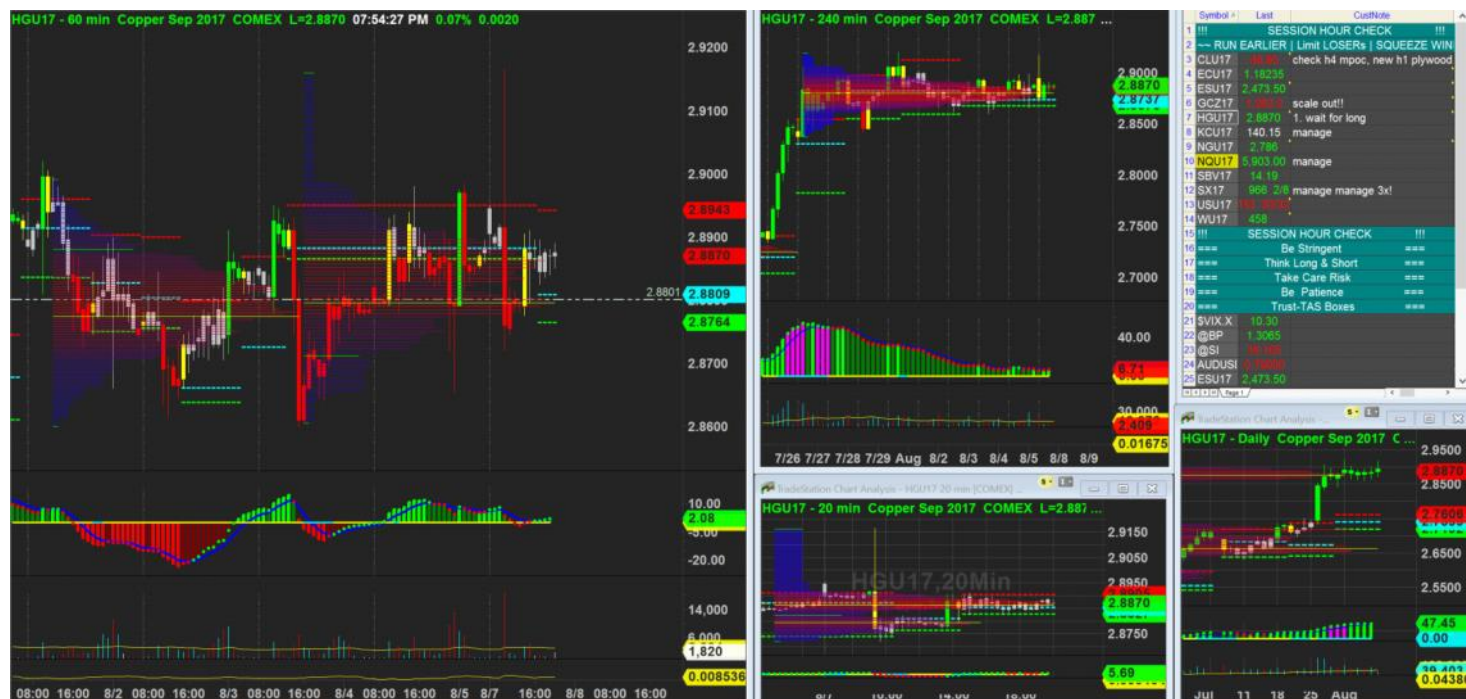 HGU17 - 60 min Copper Sep 2017 COMEX L=2.8870 07:54:27 PM 0.07% 0.0020
2.9200
2.9100
2.9000
2.8943
2.8900
2.8870
2.8801
2.8809
2.8764
2.8700
2.8600
10.00
2.08
-5.00
-20.00
14,000
6,000
1,820
0.008536
08:00 16:00 8/2 08:00 16:00 8/3 08:00 16:00 8/4 08:00 16:00 8/5 8/7 16:00 8/8 08:00 16:00
HGU17 - 240 min Copper Sep 2017 COMEX L=2.887 ...
2.9000
2.8870
2.8737
2.8500
2.8000
2.7500
2.7000
40.00
6.71
30,000
2,409
0.01675
7/26 7/27 7/28 7/29 Aug 8/2 8/3 8/4 8/5 8/8 8/9
TradeStation Chart Analysis - HGU17 20 min [COMEX] ...
HGU17 - 20 min Copper Sep 2017 COMEX L=2.887 ...
HGU17,20Min
2.9150
2.9050
2.8950
2.8870
2.8750
5.69
Symbol Last CustNote
1 !!! SESSION HOUR CHECK !!!
2 ~~ RUN EARLIER | Limit LOSERs | SQUEEZE WIN
3 CLU17 check h4 mpoc, new h1 plywood
4 ECU17 1.18235
5 ESU17 2,473.50
6 GCZ17 scale out!!
7 HGU17 2.8870 1. wait for long
8 KCU17 140.15 manage
9 NGU17 2.786
10 NQU17 5,903.00 manage
11 SBV17 14.19
12 SX17 966 2/8 manage manage 3x!
13 USU17
14 WU17 458
15 !!! SESSION HOUR CHECK !!!
16 === Be Stringent ===
17 === Think Long & Short ===
18 === Take Care Risk ===
19 === Be Patience ===
20 === Trust-TAS Boxes ===
21 $VIX.X 10.30
22 @BP 1.3065
23 @SI
24 AUDUSI
25 ESU17 2,473.50
Page 1
TradeStation Chart Analysis - ...
HGU17 - Daily Copper Sep 2017 C ...
2.9500
2.8870
2.8500
2.7606
2.6500
2.5500
47.45
0.00
39,403
0.04386
Jul 11 18 25 Aug